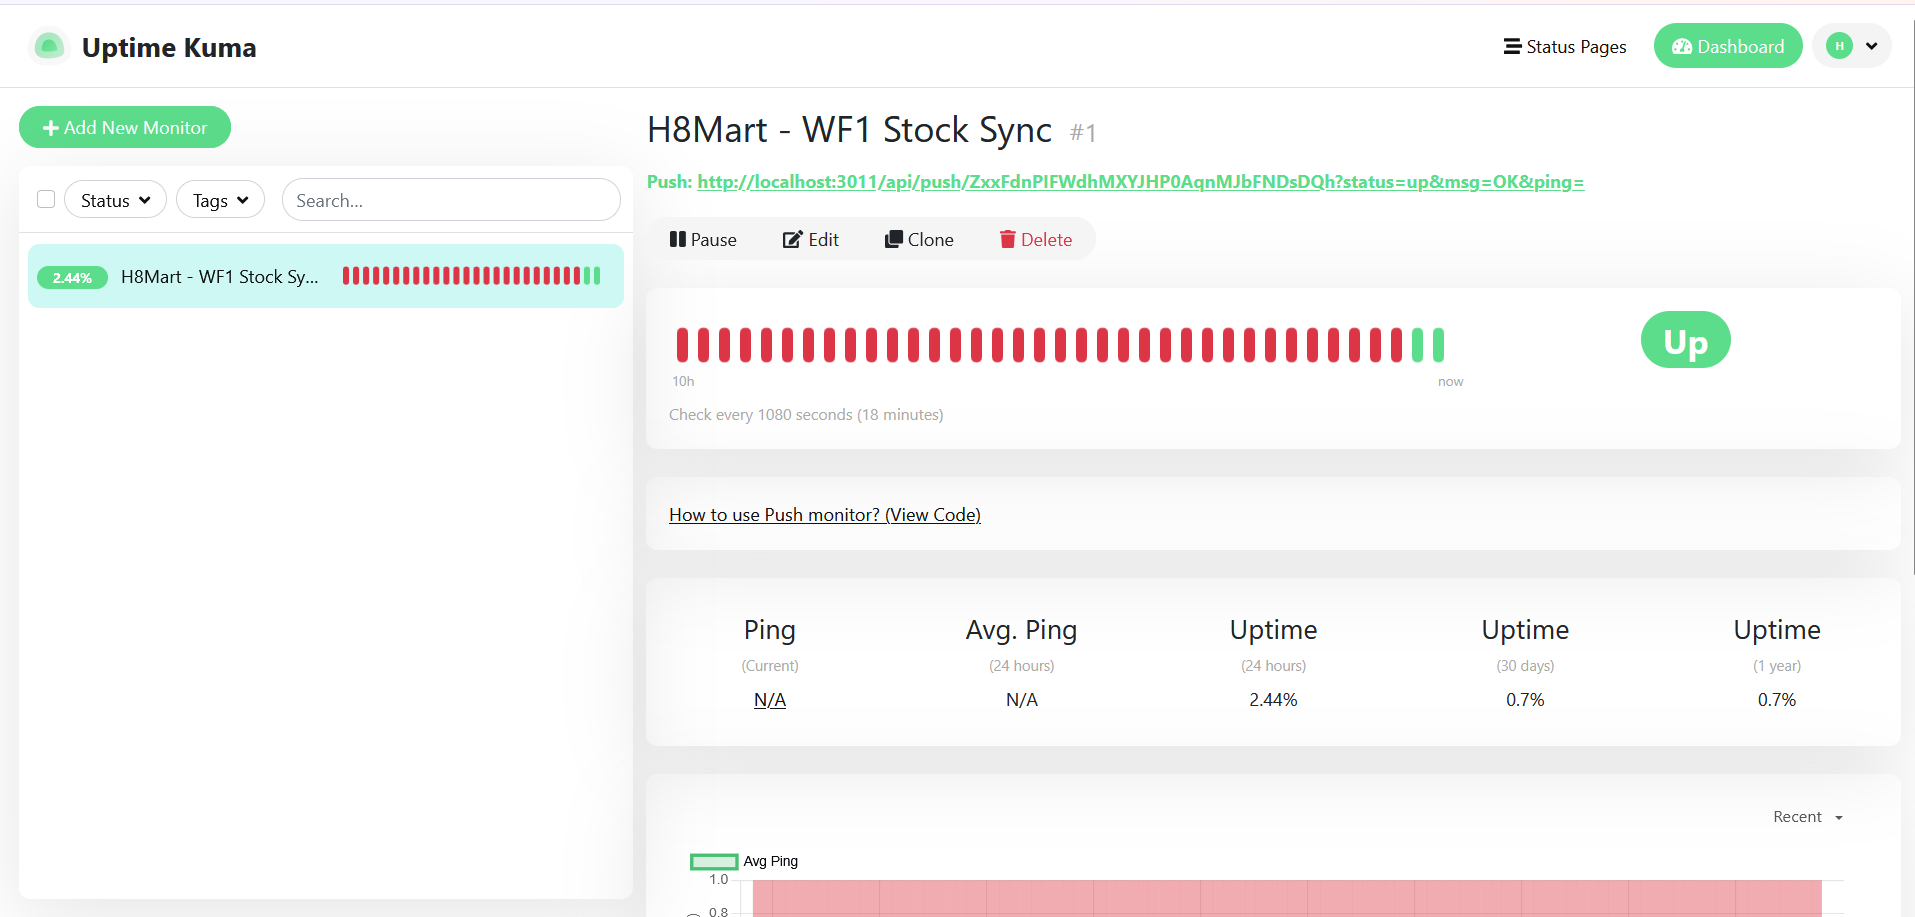 Uptime Kuma
Status Pages
Dashboard
H
Add New Monitor
Status
Tags
Search...
2.44%
H8Mart - WF1 Stock Sy...
H8Mart - WF1 Stock Sync #1
Push: http://localhost:3011/api/push/ZxxFdnPIFWdhMXYJHP0AqnMJbFNDsDQh?status=up&msg=OK&ping=
Pause
Edit
Clone
Delete
10h
now
Up
Check every 1080 seconds (18 minutes)
How to use Push monitor? (View Code)
Ping
(Current)
N/A
Avg. Ping
(24 hours)
N/A
Uptime
(24 hours)
2.44%
Uptime
(30 days)
0.7%
Uptime
(1 year)
0.7%
Recent
Avg Ping
1.0
0.8